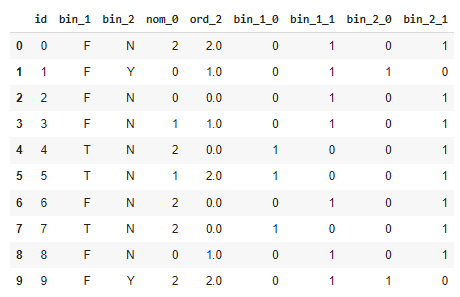 id bin_1 bin_2 nom_0 ord_2 bin_1_0 bin_1_1 bin_2_0 bin_2_1
0 0 F N 2 2.0 0 1 0 1
1 1 F Y 0 1.0 0 1 1 0
2 2 F N 0 0.0 0 1 0 1
3 3 F N 1 1.0 0 1 0 1
4 4 T N 2 0.0 1 0 0 1
5 5 T N 1 2.0 1 0 0 1
6 6 F N 2 0.0 0 1 0 1
7 7 T N 2 0.0 1 0 0 1
8 8 F N 0 1.0 0 1 0 1
9 9 F Y 2 2.0 0 1 1 0